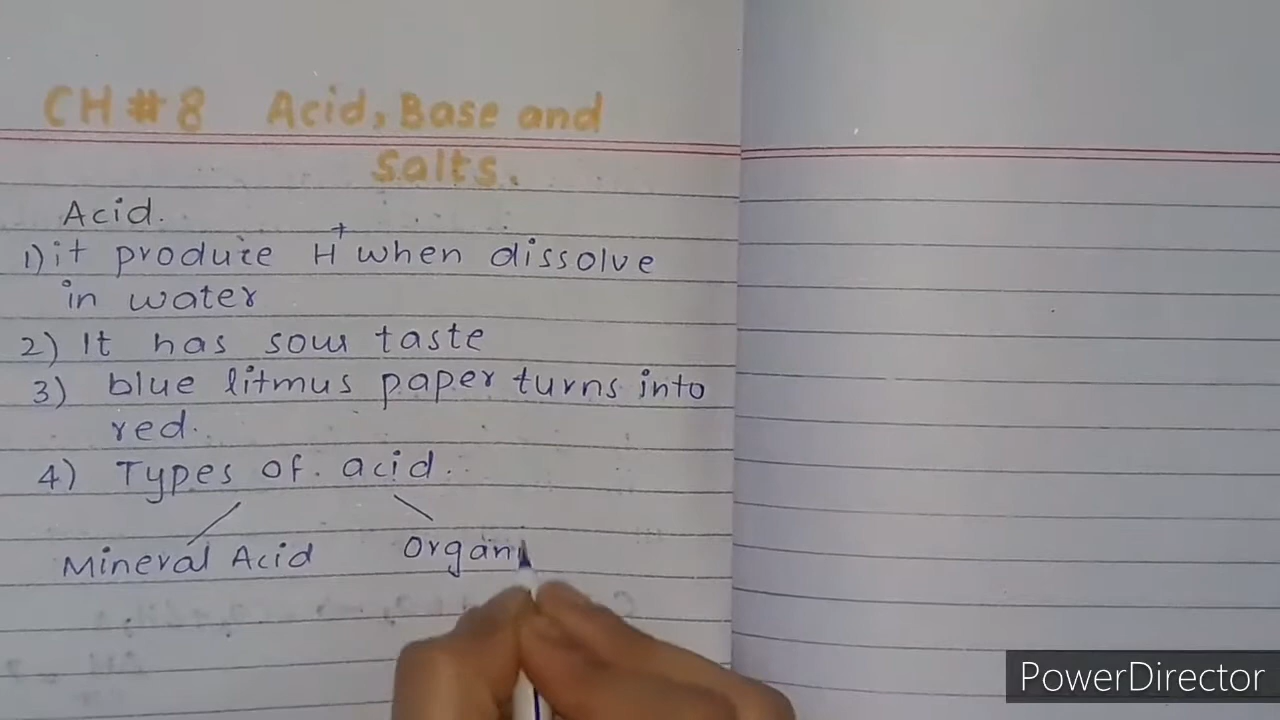 CH # 8 Acid, Base and
Salts.
Acid.
1) it produce H⁺ when dissolve
in water
2) It has sour taste
3) blue litmus paper turns into
red.
4) Types of. acid..
Mineral Acid Organi
PowerDirector